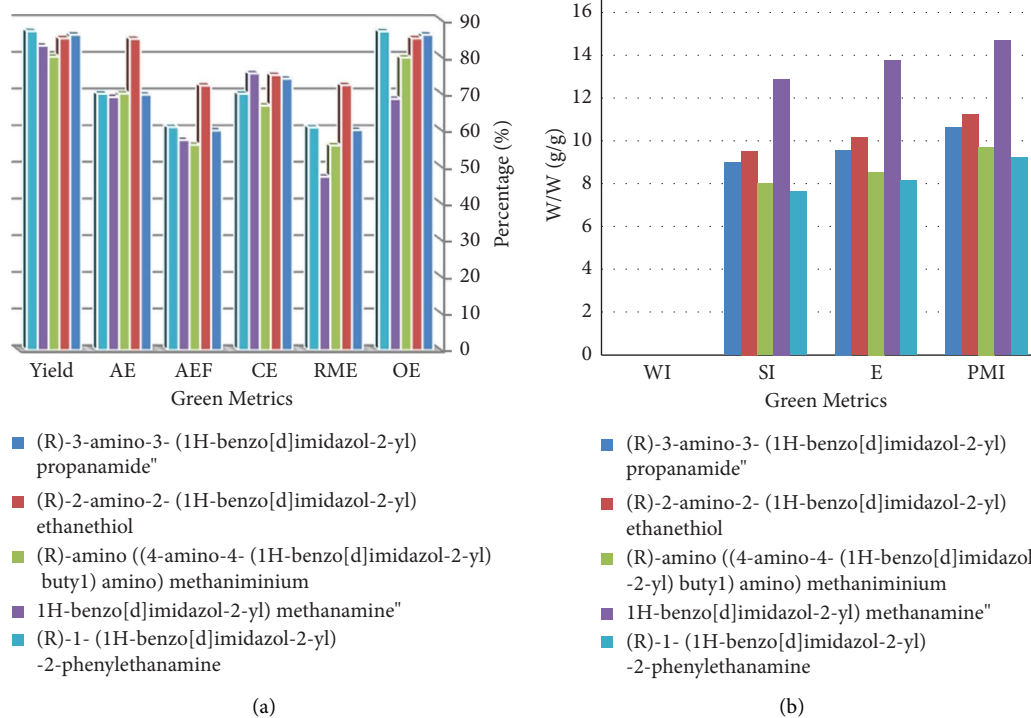 90
80
70
60
50
40
30
20
10
0
Percentage (%)
Yield AE AEF CE RME OE
Green Metrics
(R)-3-amino-3- (1H-benzo[d]imidazol-2-yl)
propanamide"
(R)-2-amino-2- (1H-benzo[d]imidazol-2-yl)
ethanethiol
(R)-amino ((4-amino-4- (1H-benzo[d]imidazol-2-yl)
buty1) amino) methaniminium
1H-benzo[d]imidazol-2-yl) methanamine"
(R)-1- (1H-benzo[d]imidazol-2-yl)
-2-phenylethanamine
(a)
16
14
12
10
8
6
4
2
0
W/W (g/g)
WI SI E PMI
Green Metrics
(R)-3-amino-3- (1H-benzo[d]imidazol-2-yl)
propanamide"
(R)-2-amino-2- (1H-benzo[d]imidazol-2-yl)
ethanethiol
(R)-amino ((4-amino-4- (1H-benzo[d]imidazol
-2-yl) buty1) amino) methaniminium
1H-benzo[d]imidazol-2-yl) methanamine"
(R)-1- (1H-benzo[d]imidazol-2-yl)
-2-phenylethanamine
(b)